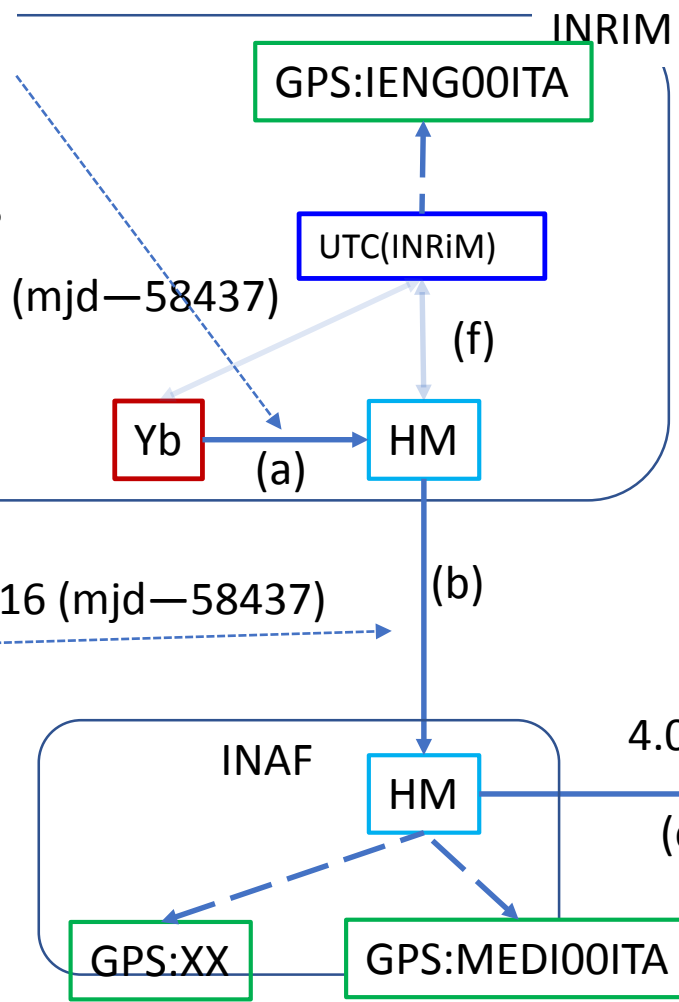 INRIM
GPS:IENG00ITA
UTC(INRiM)
(mjd—58437)
(f)
Yb
HM
(a)
(b)
16 (mjd—58437)
4.0
INAF
HM
GPS:XX
GPS:MEDI00ITA